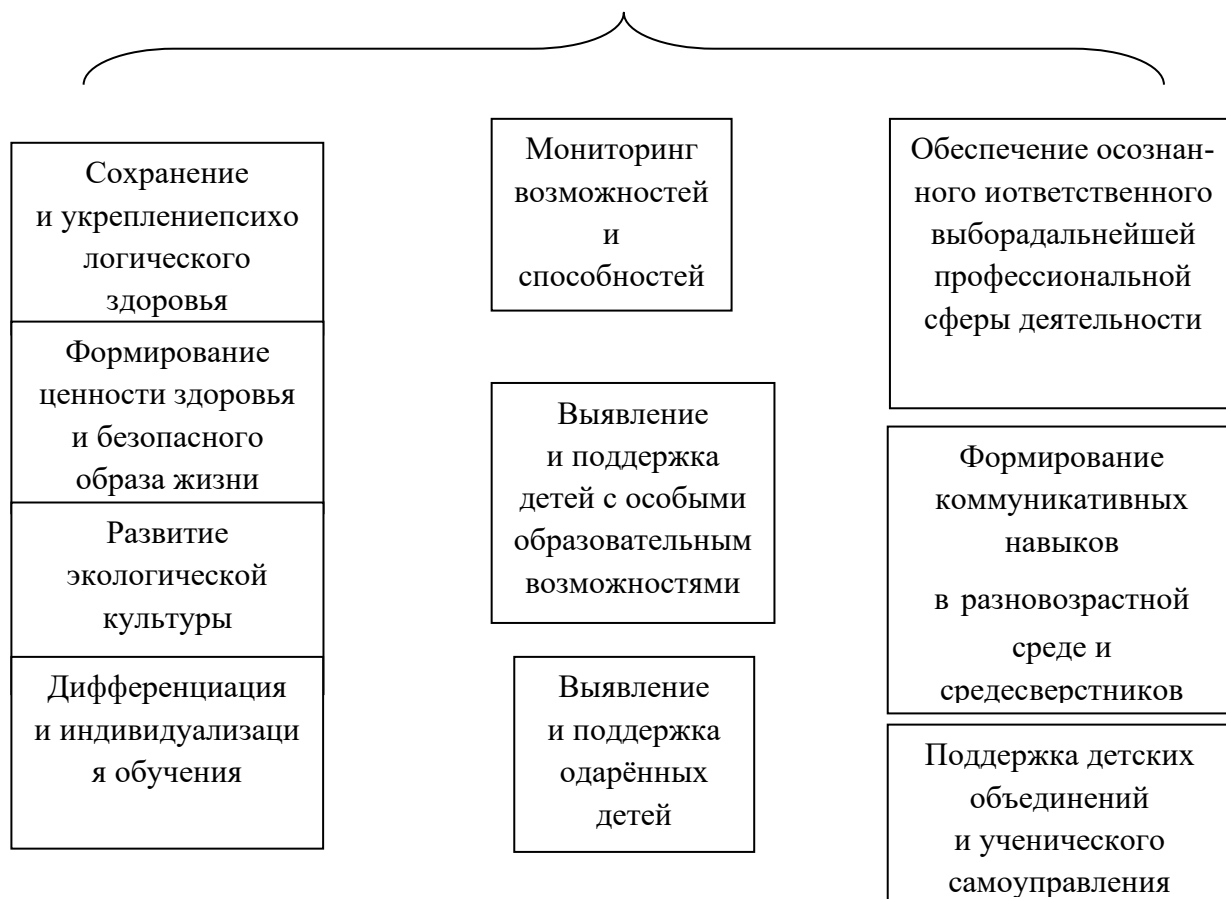 Сохранение
и укреплениепсихо
логического
здоровья
Формирование
ценности здоровья
и безопасного
образа жизни
Развитие
экологической
культуры
Дифференциация
и индивидуализаци
я обучения
Мониторинг
возможностей
и
способностей
Выявление
и поддержка
детей с особыми
образовательным
возможностями
Выявление
и поддержка
одарённых
детей
Обеспечение осознан-
ного иответственного
выборадальнейшей
профессиональной
сферы деятельности
Формирование
коммуникативных
навыков
в разновозрастной
среде и
средесверстников
Поддержка детских
объединений
и ученического
самоуправления